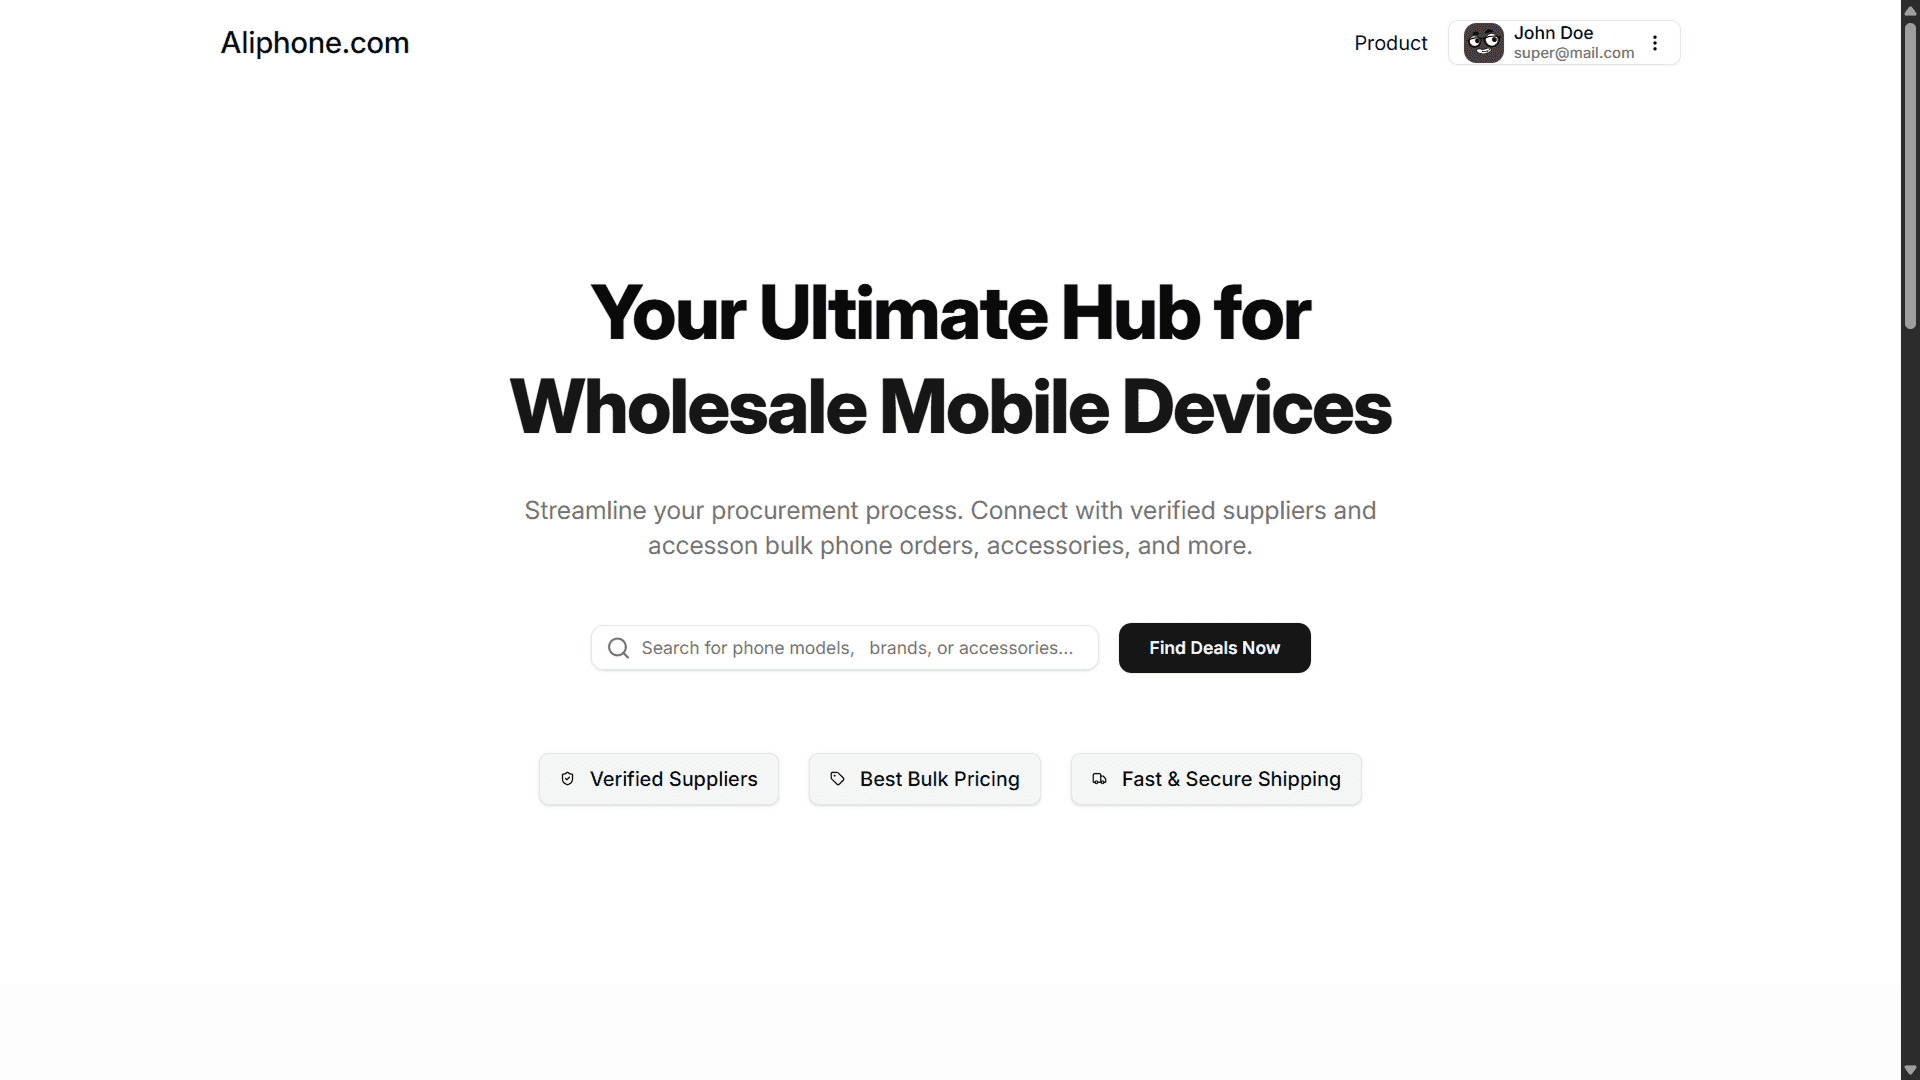 Aliphone.com
Product
John Doe
super@mail.com
Your Ultimate Hub for
Wholesale Mobile Devices
Streamline your procurement process. Connect with verified suppliers and
accesson bulk phone orders, accessories, and more.
Search for phone models, brands, or accessories...
Find Deals Now
Verified Suppliers
Best Bulk Pricing
Fast & Secure Shipping